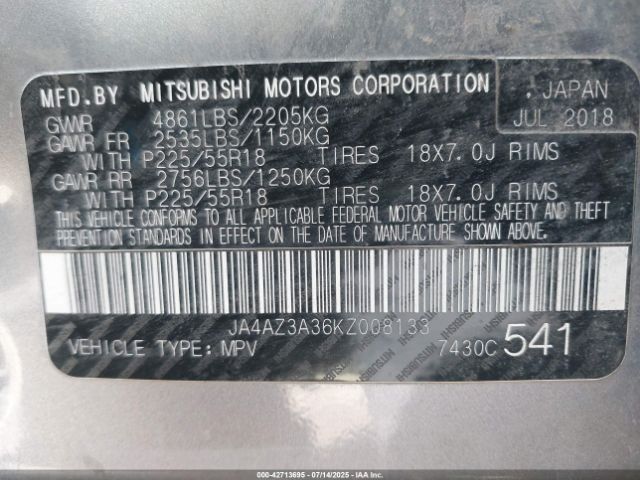 MFD.BY MITSUBISHI MOTORS CORPORATION JAPAN
GVWR 4861LBS/2205KG JUL 2018
GAWR FR 2535LBS/1150KG
WITH P225/55R18 TIRES 18X7.0J RIMS
GAWR RR 2756LBS/1250KG
WITH P225/55R18 TIRES 18X7.0J RIMS
THIS VEHICLE CONFORMS TO ALL APPLICABLE FEDERAL MOTOR VEHICLE SAFETY AND THEFT
PREVENTION STANDARDS IN EFFECT ON THE DATE OF MANUFACTURE SHOWN ABOVE.
JA4AZ3A36KZ008133
VEHICLE TYPE: MPV 7430C 541
000-42713695 | 07/14/2025 | IAA Inc.